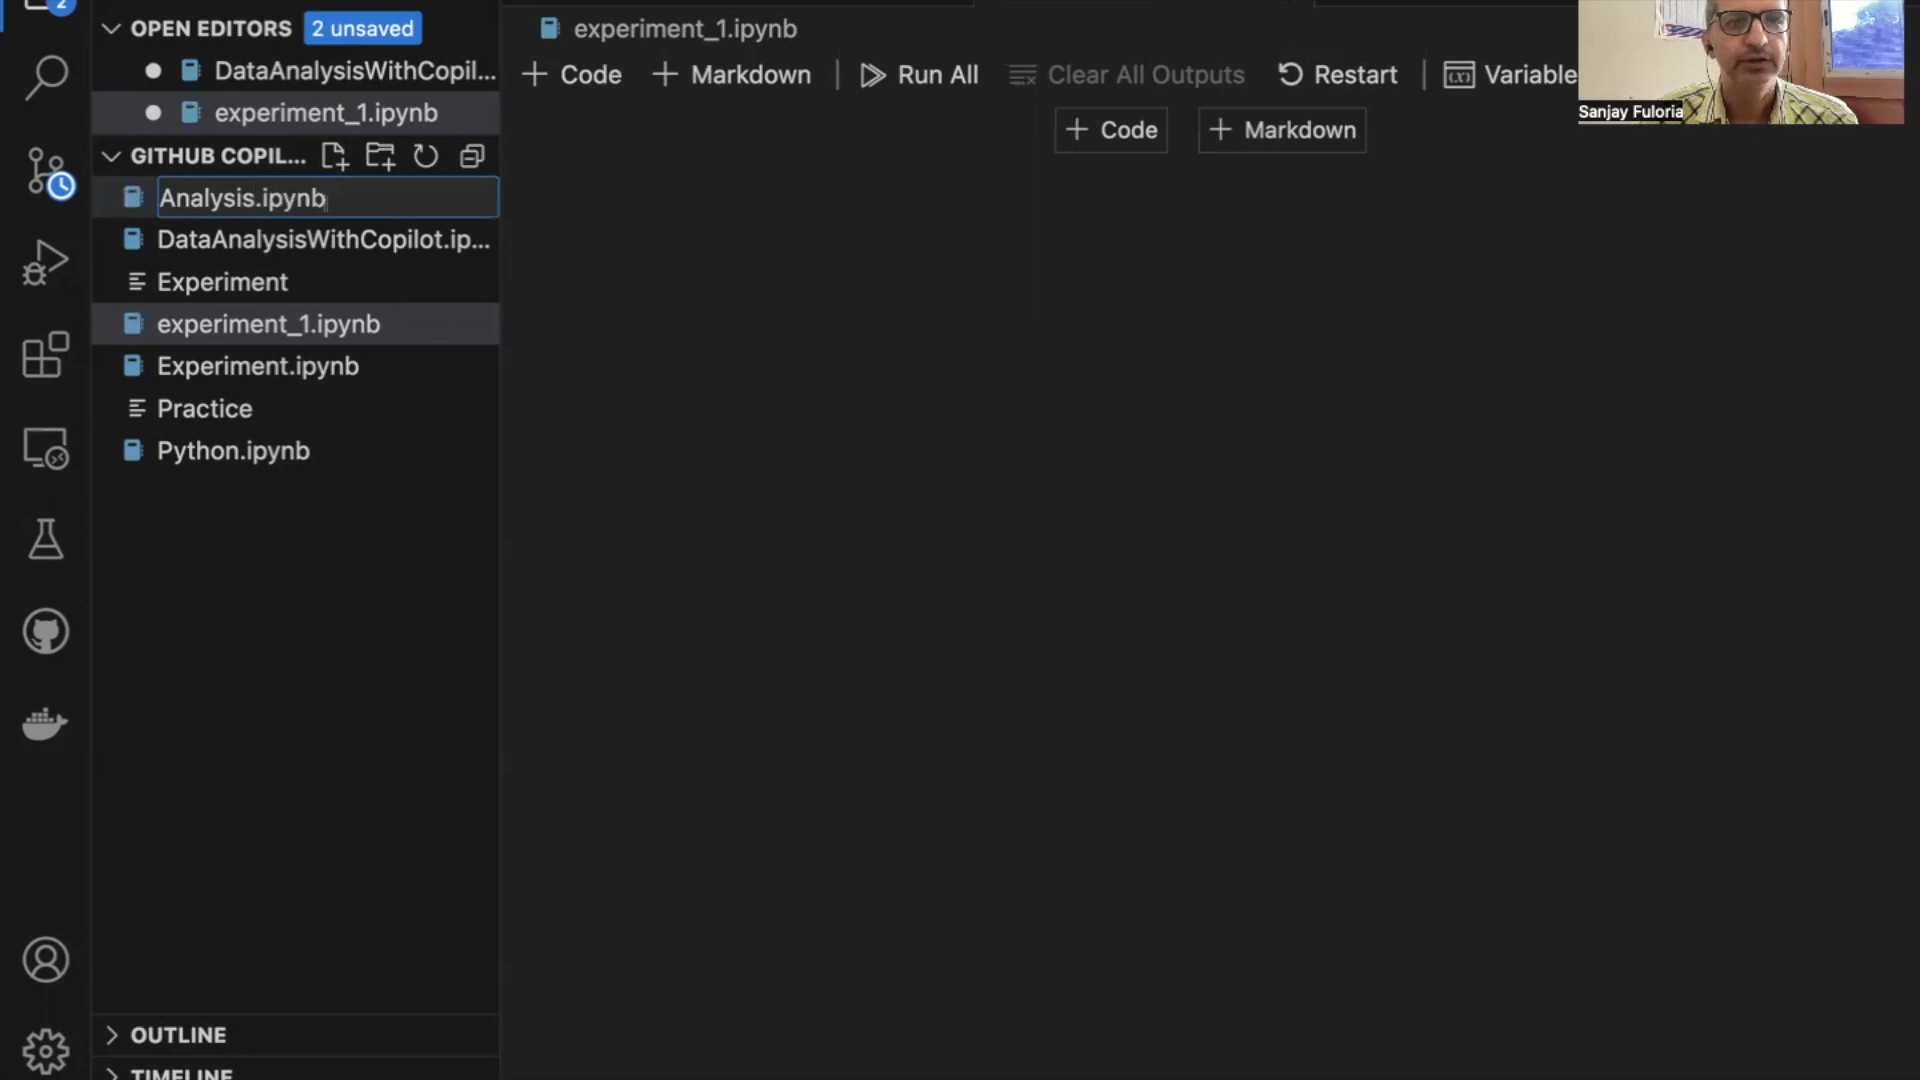 2
OPEN EDITORS 2 unsaved
DataAnalysisWithCopil...
experiment_1.ipynb
GITHUB COPIL...
Analysis.ipynb
DataAnalysisWithCopilot.ip...
Experiment
experiment_1.ipynb
Experiment.ipynb
Practice
Python.ipynb
OUTLINE
TIMELINE
experiment_1.ipynb
+ Code + Markdown | Run All Clear All Outputs Restart | Variable
+ Code + Markdown
Sanjay Fuloria